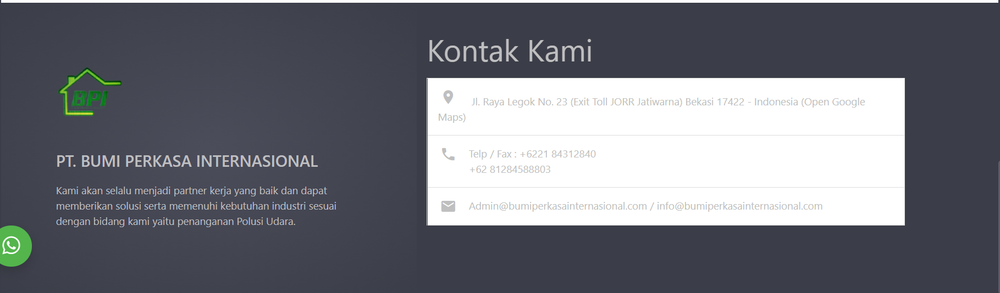 BPI
PT. BUMI PERKASA INTERNASIONAL
Kami akan selalu menjadi partner kerja yang baik dan dapat
memberikan solusi serta memenuhi kebutuhan industri sesuai
dengan bidang kami yaitu penanganan Polusi Udara.
Kontak Kami
Jl. Raya Legok No. 23 (Exit Toll JORR Jatiwarna) Bekasi 17422 - Indonesia (Open Google
Maps)
Telp / Fax : +6221 84312840
+62 81284588803
Admin@bumiperkasainternasional.com / info@bumiperkasainternasional.com